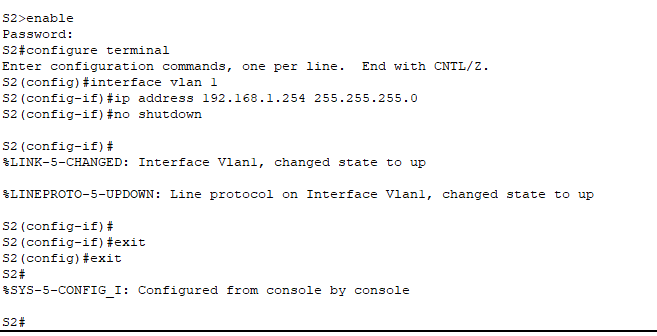 S2>enable
Password:
S2#configure terminal
Enter configuration commands, one per line.  End with CNTL/Z.
S2(config)#interface vlan 1
S2(config-if)#ip address 192.168.1.254 255.255.255.0
S2(config-if)#no shutdown
S2(config-if)#
%LINK-5-CHANGED: Interface Vlan1, changed state to up
%LINEPROTO-5-UPDOWN: Line protocol on Interface Vlan1, changed state to up
S2(config-if)#
S2(config-if)#exit
S2(config)#exit
S2#
%SYS-5-CONFIG_I: Configured from console by console
S2#